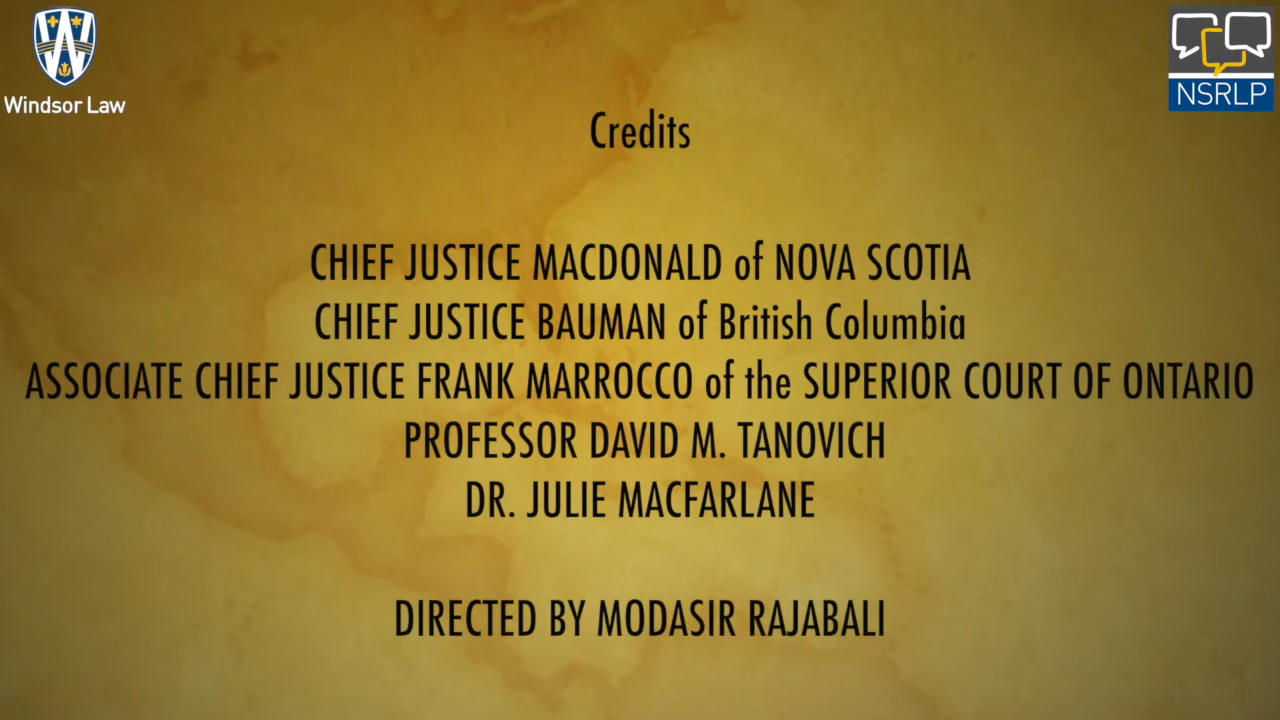 Windsor Law
NSRLP
Credits
CHIEF JUSTICE MACDONALD of NOVA SCOTIA
CHIEF JUSTICE BAUMAN of British Columbia
ASSOCIATE CHIEF JUSTICE FRANK MARROCCO of the SUPERIOR COURT OF ONTARIO
PROFESSOR DAVID M. TANOVICH
DR. JULIE MACFARLANE
DIRECTED BY MODASIR RAJABALI